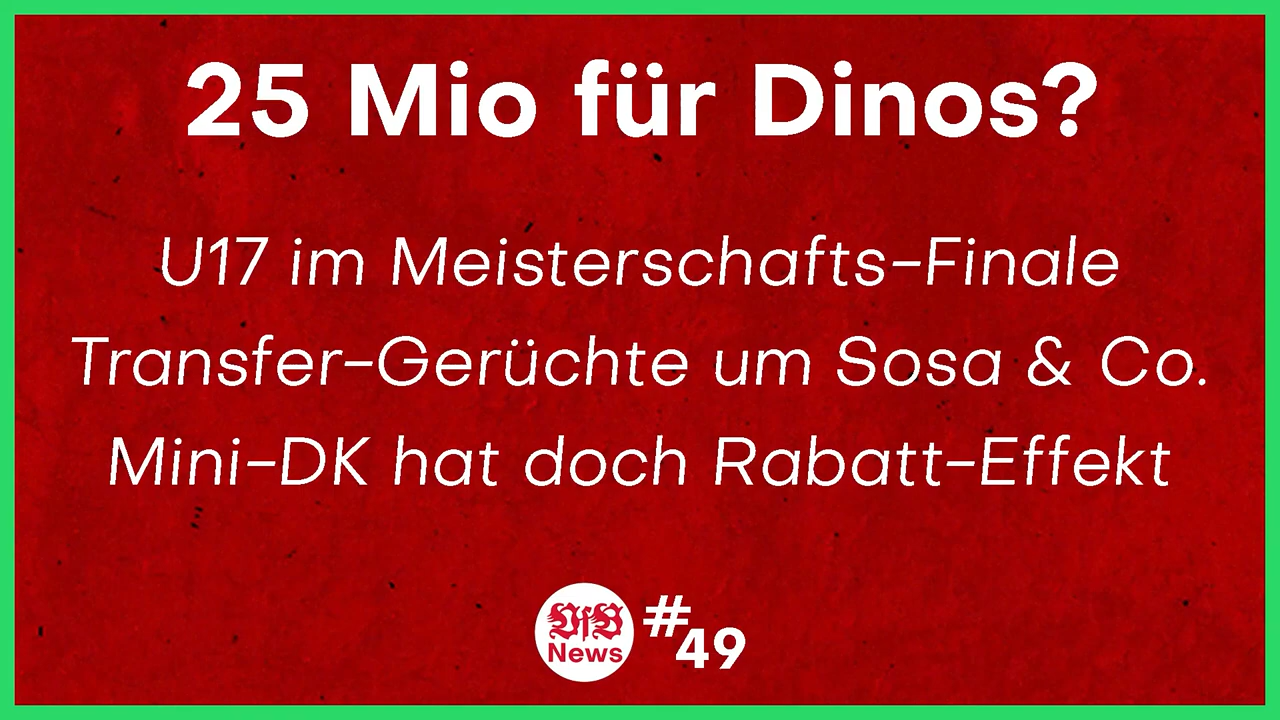 25 Mio für Dinos?
U17 im Meisterschafts-Finale
Transfer-Gerüchte um Sosa & Co.
Mini-DK hat doch Rabatt-Effekt
VfB
News
#49